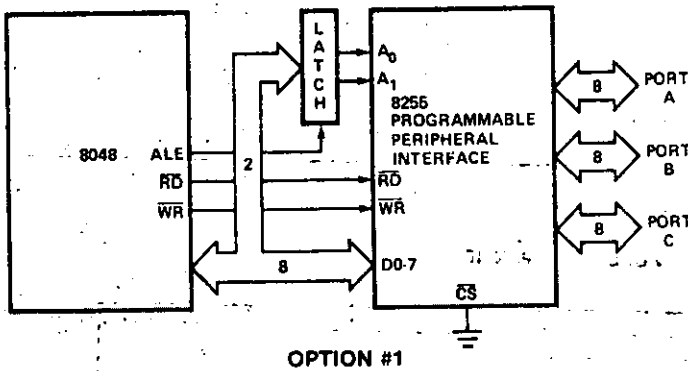 LATCH
A0
A1
8255
PROGRAMMABLE
PERIPHERAL
INTERFACE
8048
ALE
RD
WR
2
RD
WR
8
D0-7
CS
8
PORT
A
8
PORT
B
8
PORT
C
OPTION #1